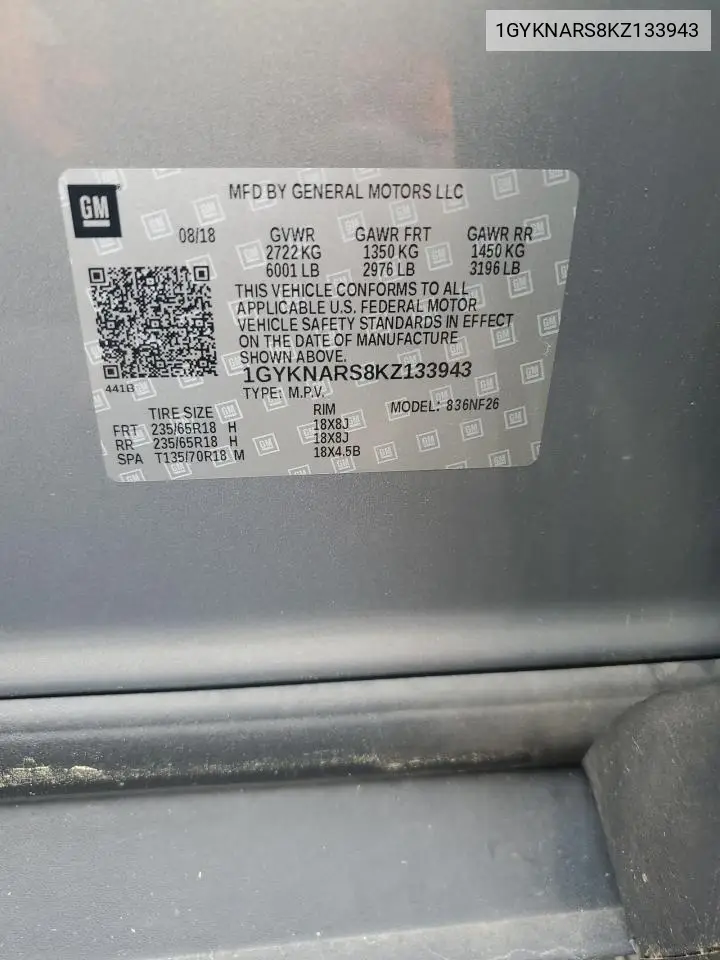 1GYKNARS8KZ133943
GM
MFD BY GENERAL MOTORS LLC
08/18 GVWR GAWR FRT GAWR RR
2722 KG 1350 KG 1450 KG
6001 LB 2976 LB 3196 LB
THIS VEHICLE CONFORMS TO ALL
APPLICABLE U.S. FEDERAL MOTOR
VEHICLE SAFETY STANDARDS IN EFFECT
ON THE DATE OF MANUFACTURE
SHOWN ABOVE.
441B
1GYKNARS8KZ133943
TYPE: M.P.V. MODEL: 836NF26
TIRE SIZE RIM
FRT 235/65R18 H 18X8J
RR 235/65R18 H 18X8J
SPA T135/70R18 M 18X4.5B